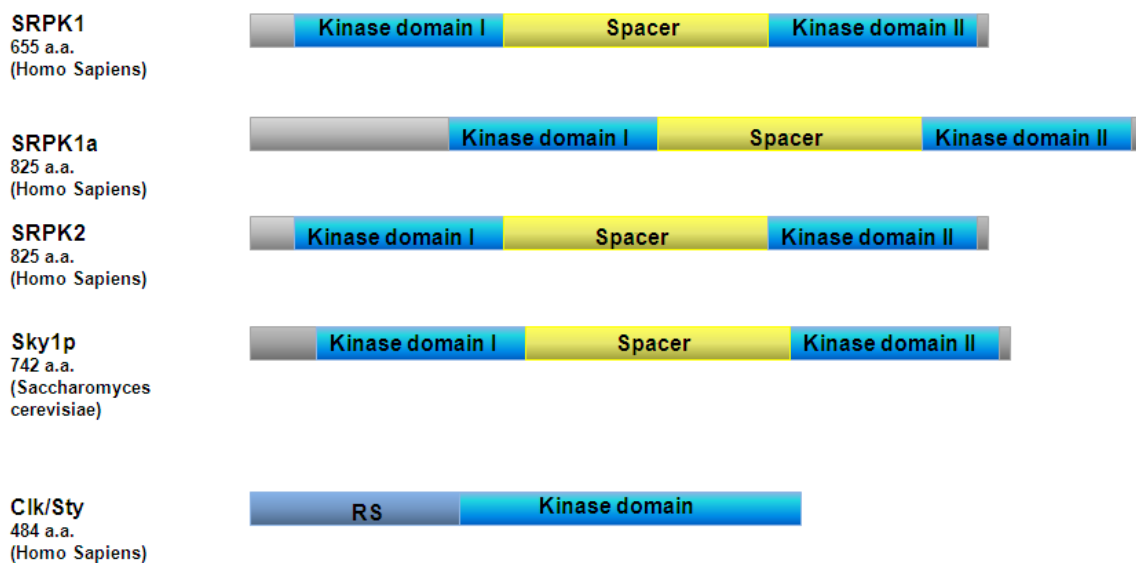 SRPK1
655 a.a.
(Homo Sapiens)
Kinase domain I
Spacer
Kinase domain II
SRPK1a
825 a.a.
(Homo Sapiens)
Kinase domain I
Spacer
Kinase domain II
SRPK2
825 a.a.
(Homo Sapiens)
Kinase domain I
Spacer
Kinase domain II
Sky1p
742 a.a.
(Saccharomyces
cerevisiae)
Kinase domain I
Spacer
Kinase domain II
Clk/Sty
484 a.a.
(Homo Sapiens)
RS
Kinase domain